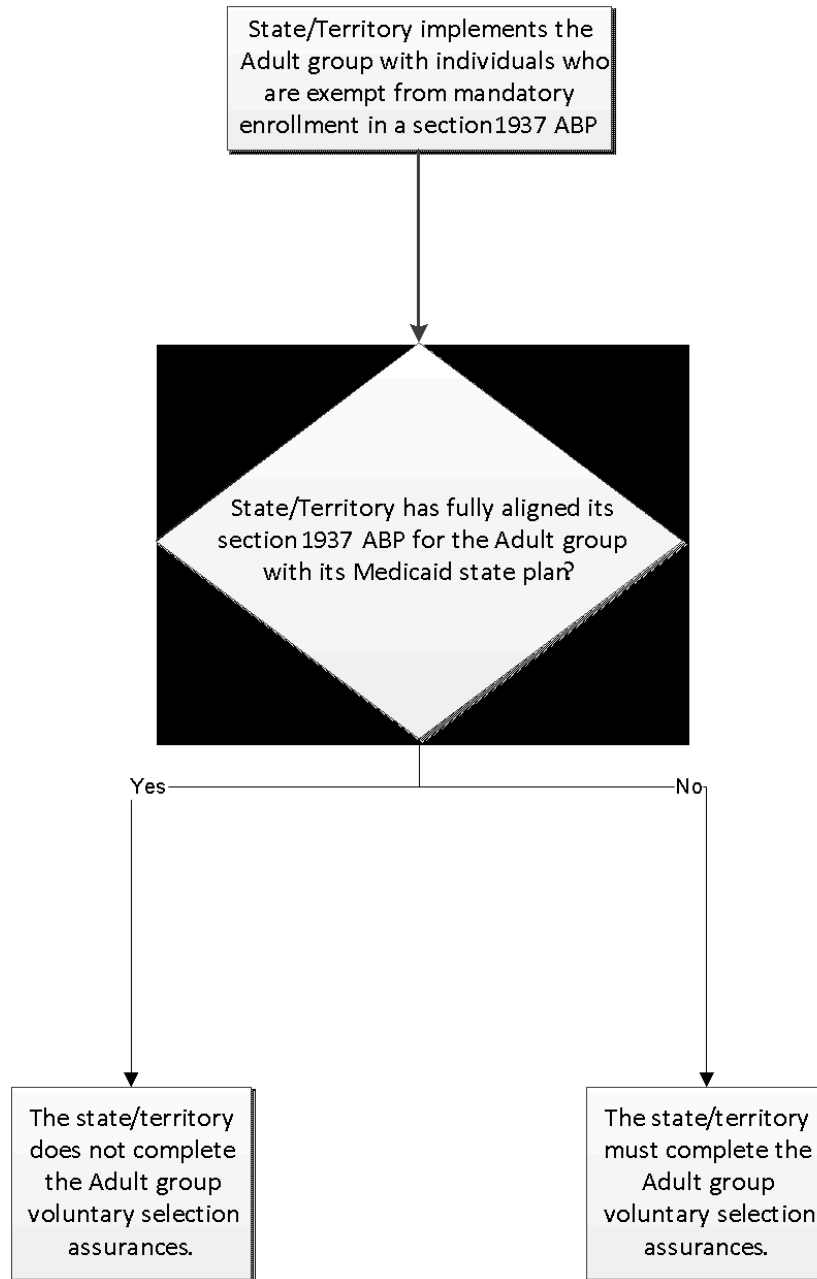 State/Territory implements the
Adult group with individuals who
are exempt from mandatory
enrollment in a section 1937 ABP
State/Territory has fully aligned its
section 1937 ABP for the Adult group
with its Medicaid state plan?
Yes
No
The state/territory
does not complete
the Adult group
voluntary selection
assurances.
The state/territory
must complete the
Adult group
voluntary selection
assurances.